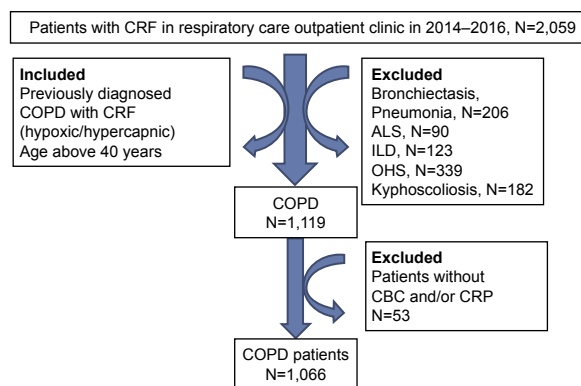 Patients with CRF in respiratory care outpatient clinic in 2014–2016, N=2,059
Included
Previously diagnosed
COPD with CRF
(hypoxic/hypercapnic)
Age above 40 years
Excluded
Bronchiectasis,
Pneumonia, N=206
ALS, N=90
ILD, N=123
OHS, N=339
Kyphoscoliosis, N=182
COPD
N=1,119
Excluded
Patients without
CBC and/or CRP
N=53
COPD patients
N=1,066